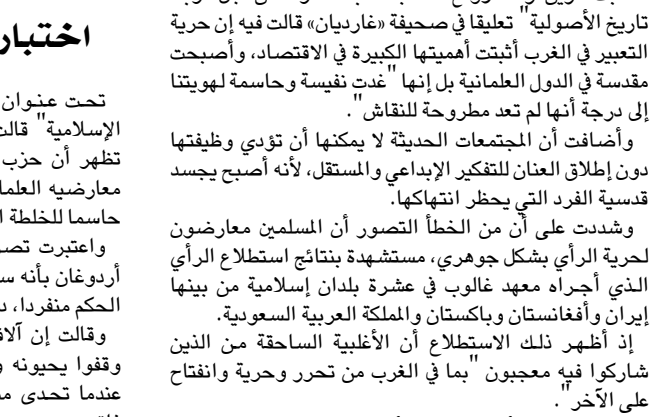 تاريخ الأصولية" تعليقا في صحيفة «غارديان» قالت فيه إن حرية
التعبير في الغرب أثبتت أهميتها الكبيرة في الاقتصاد، وأصبحت
مقدسة في الدول العلمانية بل إنها "غدت نفيسة وحاسمة لهويتنا
إلى درجة أنها لم تعد مطروحة للنقاش".
وأضافت أن المجتمعات الحديثة لا يمكنها أن تؤدي وظيفتها
دون إطلاق العنان للتفكير الإبداعي والمستقل، لأنه أصبح يجسد
قدسية الفرد التي يحظر انتهاكها.
وشددت على أن من الخطأ التصور أن المسلمين معارضون
لحرية الرأي بشكل جوهري، مستشهدة بنتائج استطلاع الرأي
الذي أجراه معهد غالوب في عشرة بلدان إسلامية من بينها
إيران وأفغانستان وباكستان والمملكة العربية السعودية.
إذ أظهر ذلك الاستطلاع أن الأغلبية الساحقة من الذين
شاركوا فيه معجبون "بما في الغرب من تحرر وحرية وانفتاح
على الآخر".
اختبار
تحت عنوان
الإسلامية" قالت
تظهر أن حزب
معارضيه العلما
حاسما للخلطة ا
واعتبرت تصر
أردوغان بأنه س
الحكم منفردا، د
وقالت إن آلاف
وقفوا يحبونه و
عندما تحدى م